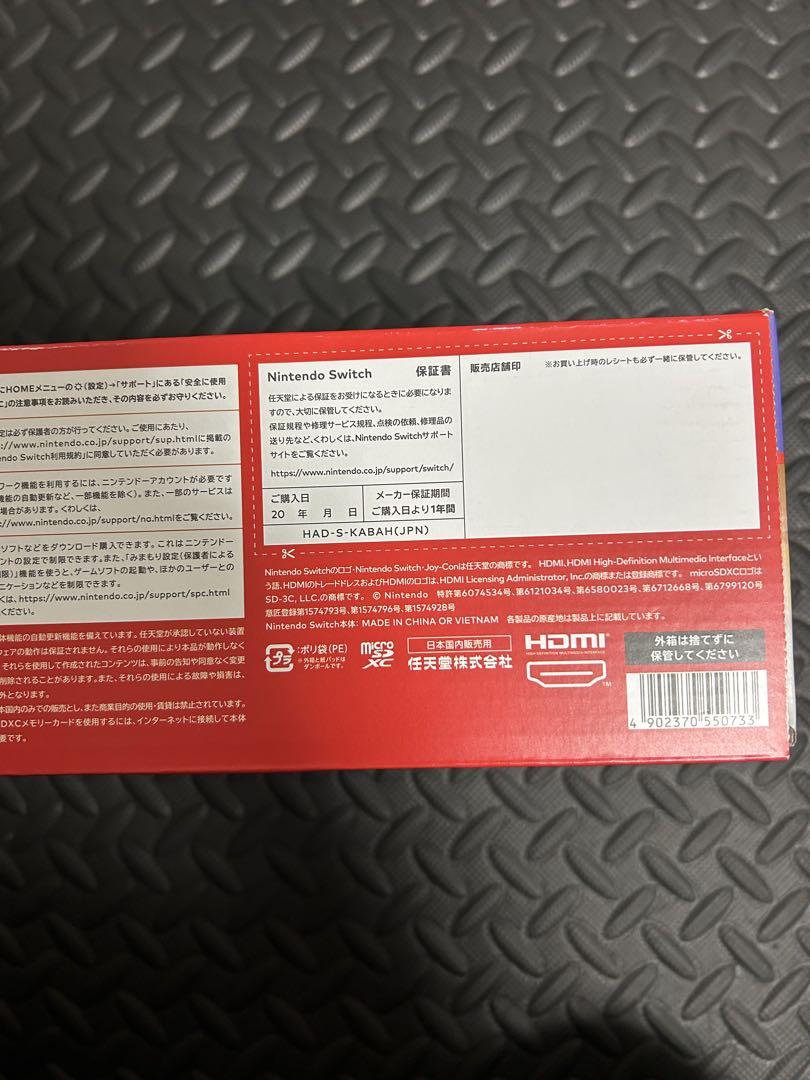 にHOMEメニューの(設定)→「サポート」にある「安全に使用
の注意事項をお読みいただき、その内容を必ずお守りください。
定は必ず保護者の方が行ってください。ご使用にあたり、
://www.nintendo.co.jp/support/sup.htmlに掲載の
endo Switch利用規約」に同意していただく必要があります。
ワーク機能を利用するには、ニンテンドーアカウントが必要です
機能の自動更新など、一部機能を除く)。また、一部のサービスは
場合があります。くわしくは、
://www.nintendo.co.jp/support/na.htmlをご覧ください。
ソフトなどをダウンロード購入できます。これはニンテンドー
ントの設定で制限できます。また、「みまもり設定(保護者による
限)」機能を使うと、ゲームソフトの起動や、ほかのユーザーとの
ニケーションなどを制限できます。
くは、https://www.nintendo.co.jp/support/spc.html
ください。
体機能の自動更新機能を備えています。任天堂が承認していない装置
ウェアの動作は保証されません。それらの使用により本品が動作しなく
それらを使用して作成されたコンテンツは、事前の告知や同意なく変更
削除されることがあります。また、それらの使用による故障や損害は、
外となります。
本国内のみでの販売とし、また商業目的の使用・賃貸は禁止されています。
DXCメモリーカードを使用するには、インターネットに接続して本体
要です。
Nintendo Switch 保証書
任天堂による保証をお受けになるときに必要になりま
すので、大切に保管してください。
保証規程や修理サービス規程、点検の依頼、修理品の
送り先など、くわしくは、Nintendo Switchサポート
サイトをご覧ください。
https://www.nintendo.co.jp/support/switch/
ご購入日
20 年 月 日
メーカー保証期間
ご購入日より1年間
HAD-S-KABAH(JPN)
販売店舗印 ※お買い上げ時のレシートも必ず一緒に保管してください。
Nintendo Switchのロゴ・Nintendo Switch・Joy-Conは任天堂の商標です。 HDMI、HDMI High-Definition Multimedia Interfaceとい
う語、HDMIのトレードドレスおよびHDMIのロゴは、HDMI Licensing Administrator, Inc.の商標または登録商標です。 microSDXCロゴは
SD-3C, LLC.の商標です。 © Nintendo 特許第6074534号、第6121034号、第6580023号、第6712668号、第6799120号
意匠登録第1574793号、第1574796号、第1574928号
Nintendo Switch本体: MADE IN CHINA OR VIETNAM 各製品の原産地は製品上に記載しています。
プラ
:ポリ袋(PE)
※外箱と紙パッドは
ダンボールです。
micro SD XC
日本国内販売用
任天堂株式会社
HDMI
HIGH-DEFINITION MULTIMEDIA INTERFACE
TM
外箱は捨てずに
保管してください
4 902370 550733